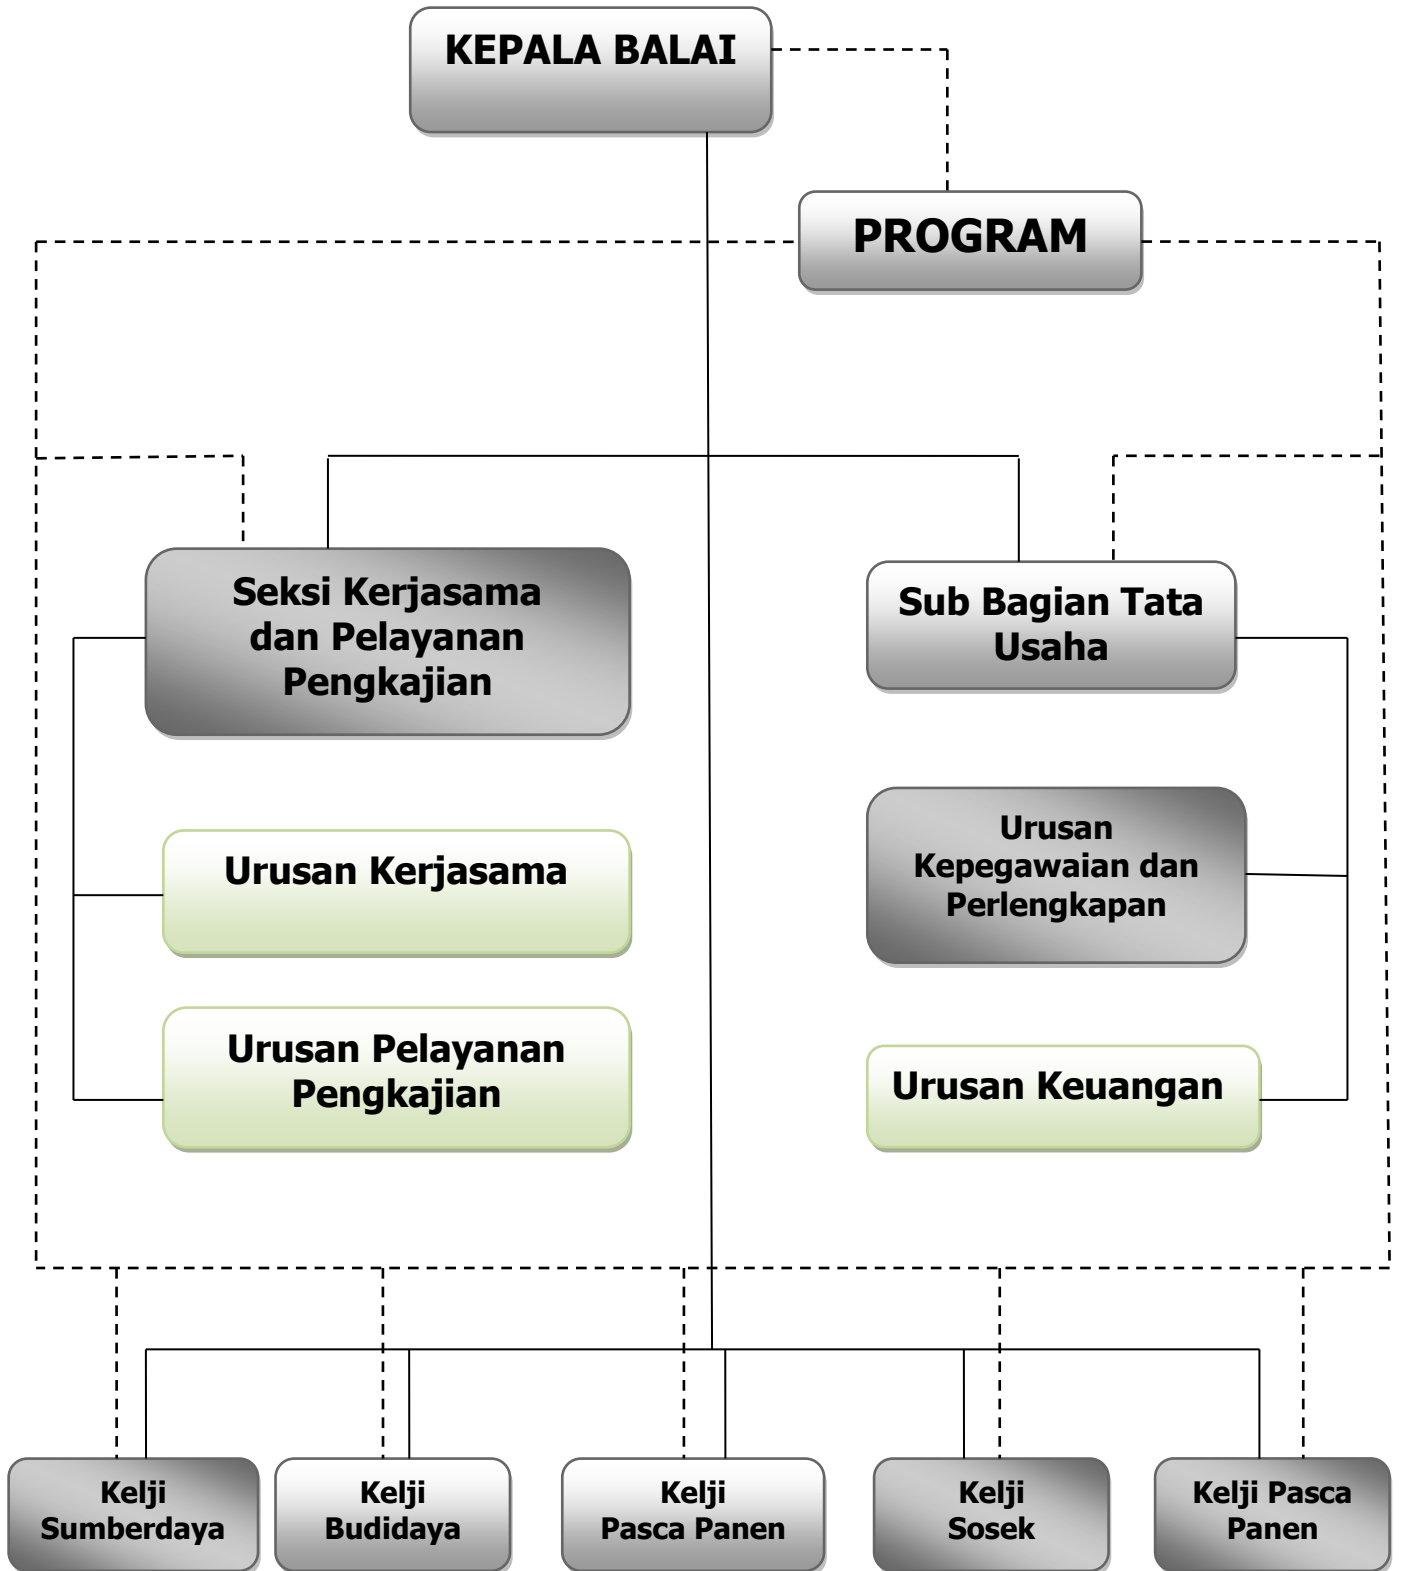 KEPALA BALAI
PROGRAM
Seksi Kerjasama
dan Pelayanan
Pengkajian
Sub Bagian Tata
Usaha
Urusan Kerjasama
Urusan
Kepegawaian dan
Perlengkapan
Urusan Pelayanan
Pengkajian
Urusan Keuangan
Kelji
Sumberdaya
Kelji
Budidaya
Kelji
Pasca Panen
Kelji
Sosek
Kelji Pasca
Panen